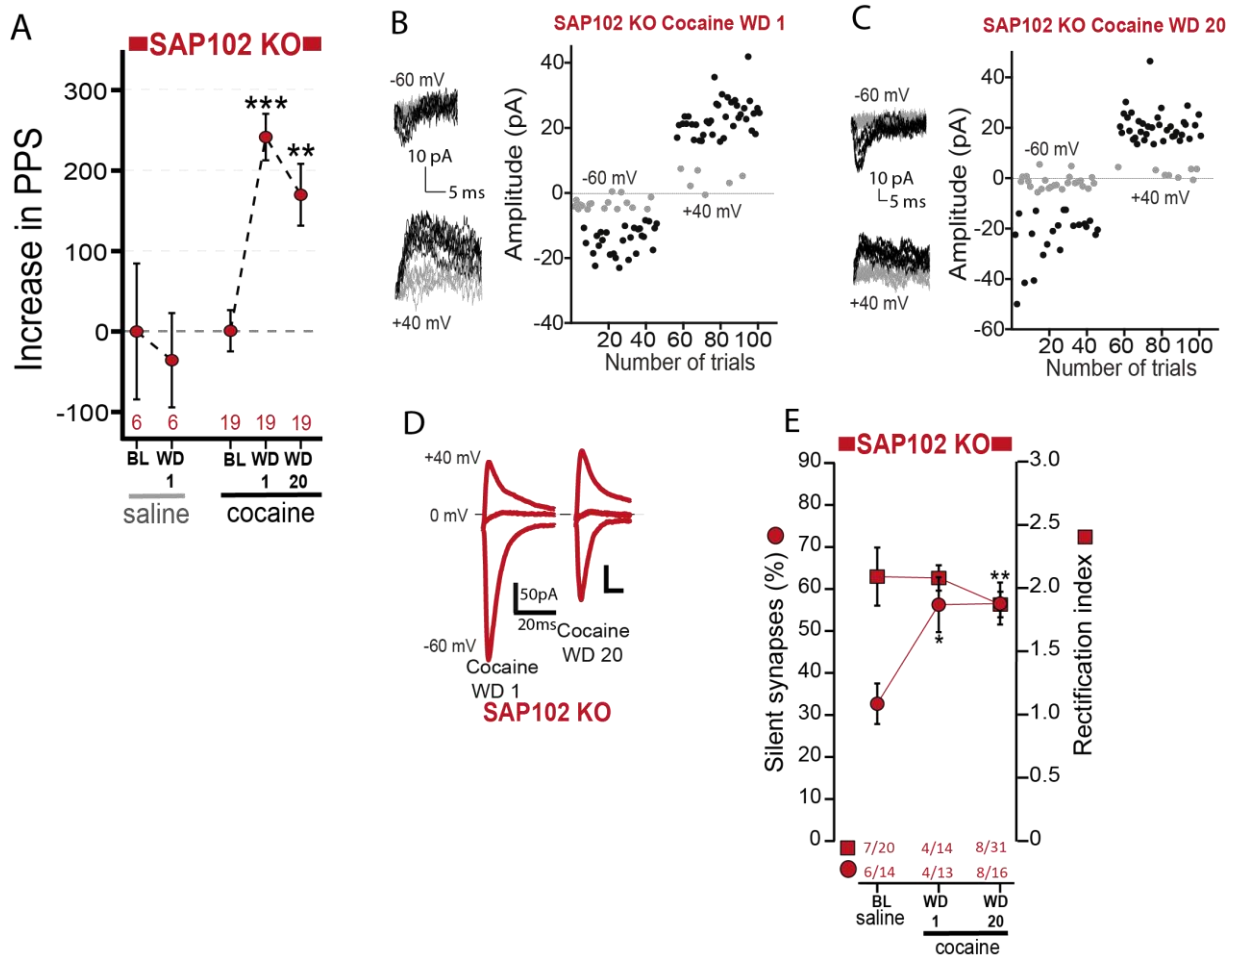 A
SAP102 KO
Increase in PPS
300
200
100
0
-100
***
**
6
6
19
19
19
BL
WD
1
BL
WD
1
WD
20
saline
cocaine
B
SAP102 KO Cocaine WD 1
-60 mV
10 pA
5 ms
+40 mV
Amplitude (pA)
40
20
0
-20
-40
-60 mV
+40 mV
20 40 60 80 100
Number of trials
C
SAP102 KO Cocaine WD 20
-60 mV
10 pA
5 ms
+40 mV
Amplitude (pA)
40
20
0
-20
-40
-60
-60 mV
+40 mV
20 40 60 80 100
Number of trials
D
+40 mV
0 mV
-60 mV
50pA
20ms
Cocaine
WD 1
Cocaine
WD 20
SAP102 KO
E
SAP102 KO
Silent synapses (%)
90
80
70
60
50
40
30
20
10
0
Rectification index
3.0
2.5
2.0
1.5
1.0
0.5
0
*
**
7/20 4/14 8/31
6/14 4/13 8/16
BL
saline
WD
1
WD
20
cocaine